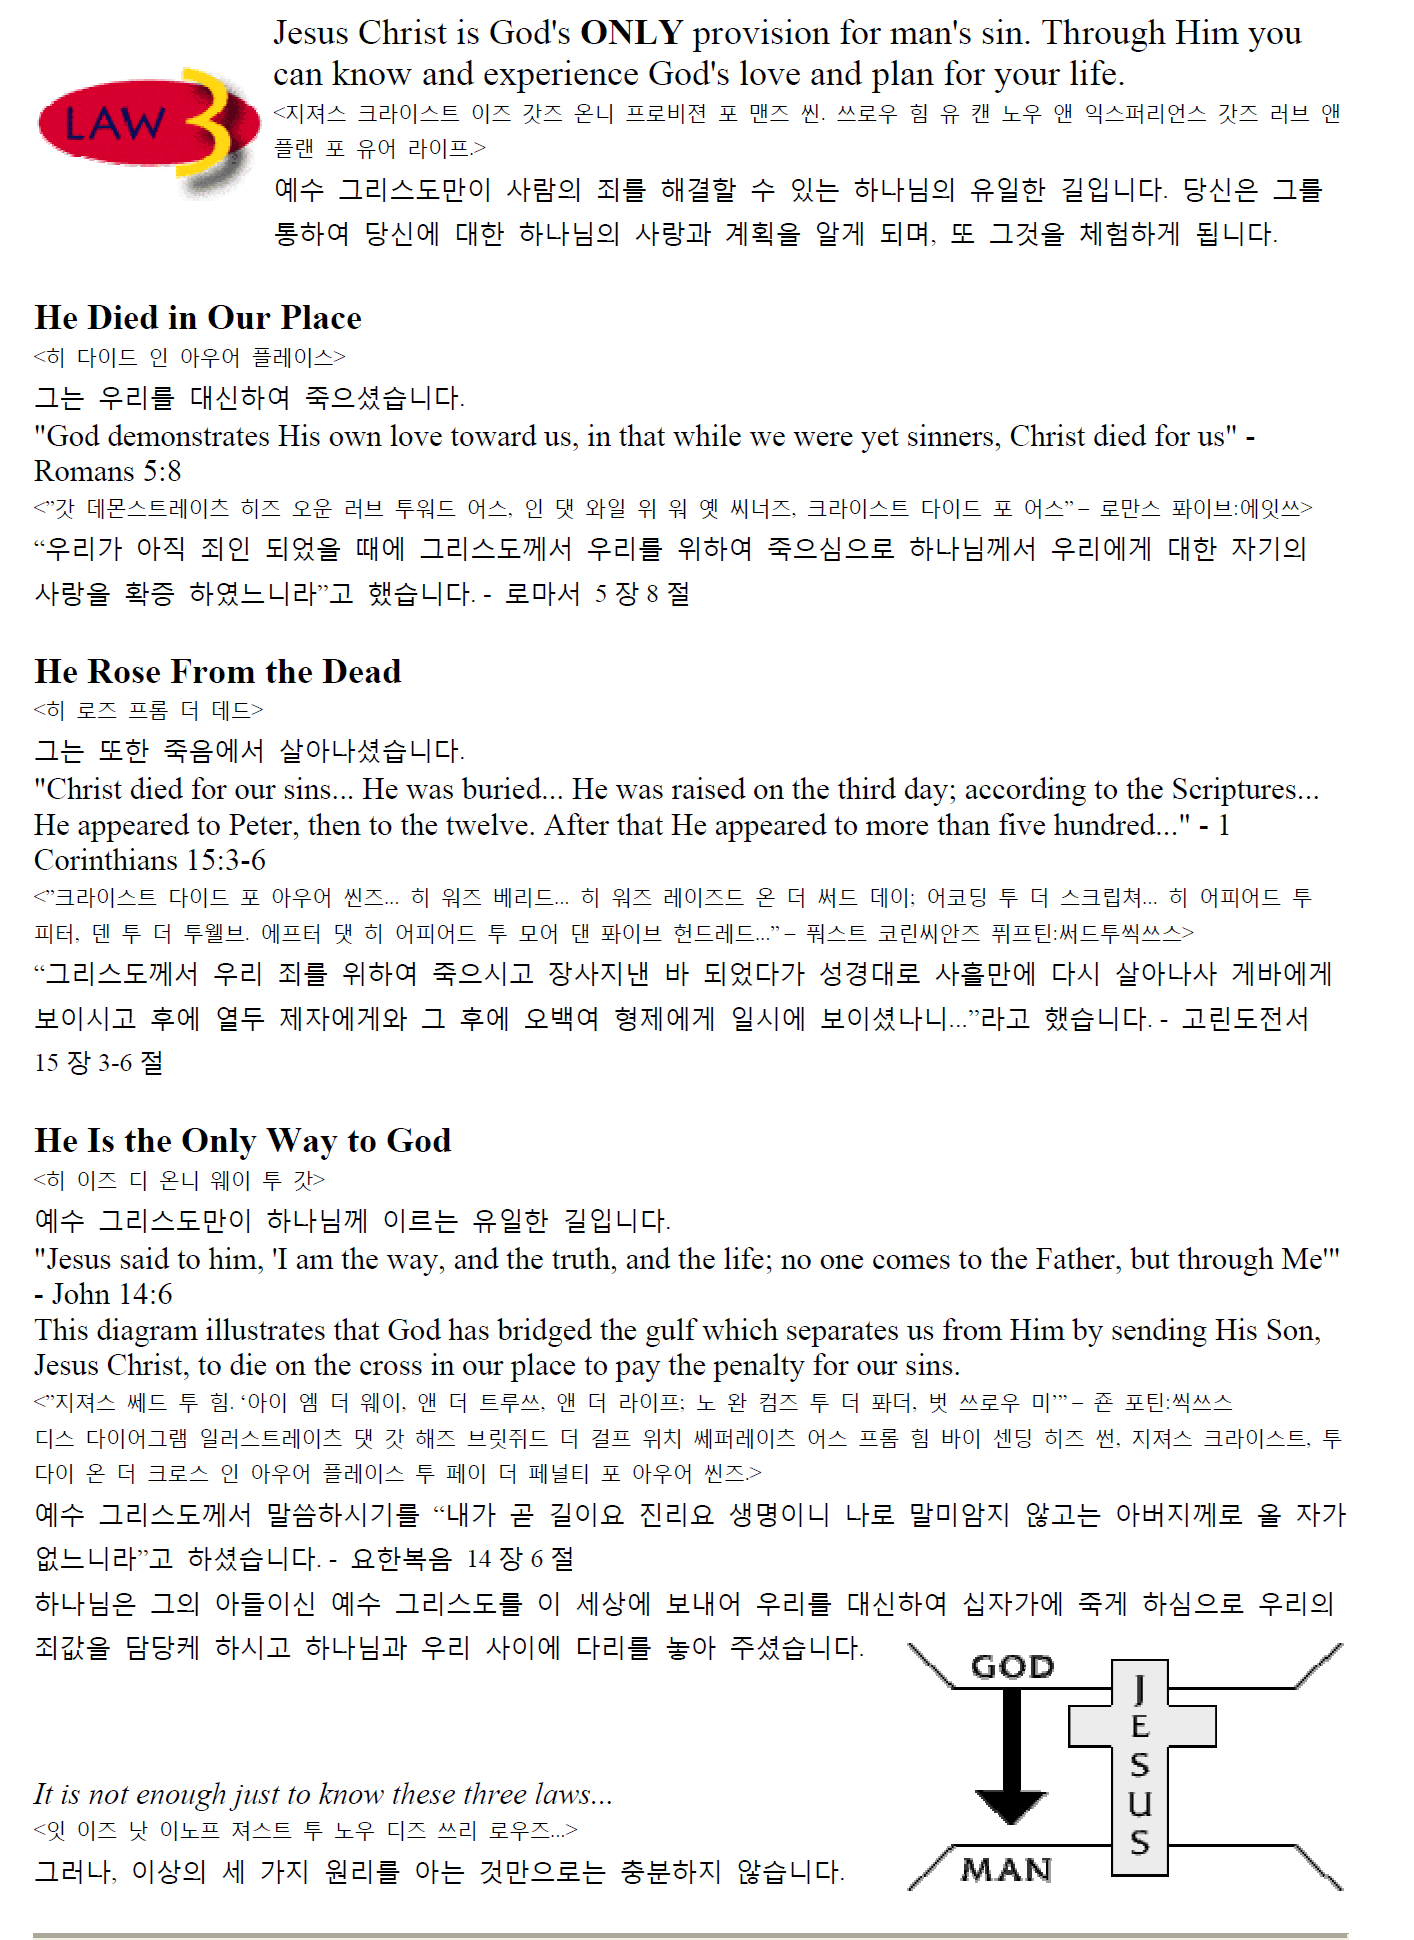 LAW 3
Jesus Christ is God's ONLY provision for man's sin. Through Him you
can know and experience God's love and plan for your life.
<지져스 크라이스트 이즈 갓즈 온니 프로비젼 포 맨즈 씬. 쓰로우 힘 유 캔 노우 앤 익스퍼리언스 갓즈 러브 앤
플랜 포 유어 라이프.>
예수 그리스도만이 사람의 죄를 해결할 수 있는 하나님의 유일한 길입니다. 당신은 그를
통하여 당신에 대한 하나님의 사랑과 계획을 알게 되며, 또 그것을 체험하게 됩니다.
He Died in Our Place
<히 다이드 인 아우어 플레이스>
그는 우리를 대신하여 죽으셨습니다.
"God demonstrates His own love toward us, in that while we were yet sinners, Christ died for us" -
Romans 5:8
<”갓 데몬스트레이츠 히즈 오운 러브 투워드 어스, 인 댓 와일 위 워 옛 씨너즈, 크라이스트 다이드 포 어스” – 로만스 퐈이브:에잇쓰>
“우리가 아직 죄인 되었을 때에 그리스도께서 우리를 위하여 죽으심으로 하나님께서 우리에게 대한 자기의
사랑을 확증 하였느니라”고 했습니다. - 로마서 5 장 8 절
He Rose From the Dead
<히 로즈 프롬 더 데드>
그는 또한 죽음에서 살아나셨습니다.
"Christ died for our sins... He was buried... He was raised on the third day; according to the Scriptures...
He appeared to Peter, then to the twelve. After that He appeared to more than five hundred..." - 1
Corinthians 15:3-6
<”크라이스트 다이드 포 아우어 씬즈... 히 워즈 베리드... 히 워즈 레이즈드 온 더 써드 데이; 어코딩 투 더 스크립쳐... 히 어피어드 투
피터, 덴 투 더 투웰브. 에프터 댓 히 어피어드 투 모어 댄 퐈이브 헌드레드...” – 풔스트 코린씨안즈 퓌프틴:써드투씩쓰스>
“그리스도께서 우리 죄를 위하여 죽으시고 장사지낸 바 되었다가 성경대로 사흘만에 다시 살아나사 게바에게
보이시고 후에 열두 제자에게와 그 후에 오백여 형제에게 일시에 보이셨나니...”라고 했습니다. - 고린도전서
15 장 3-6 절
He Is the Only Way to God
<히 이즈 디 온니 웨이 투 갓>
예수 그리스도만이 하나님께 이르는 유일한 길입니다.
"Jesus said to him, 'I am the way, and the truth, and the life; no one comes to the Father, but through Me'"
- John 14:6
This diagram illustrates that God has bridged the gulf which separates us from Him by sending His Son,
Jesus Christ, to die on the cross in our place to pay the penalty for our sins.
<”지져스 쎄드 투 힘. ‘아이 엠 더 웨이, 앤 더 트루쓰, 앤 더 라이프; 노 완 컴즈 투 더 퐈더, 벗 쓰로우 미’” – 죤 포틴:씩쓰스
디스 다이어그램 일러스트레이츠 댓 갓 해즈 브릿쥐드 더 걸프 위치 쎄퍼레이츠 어스 프롬 힘 바이 센딩 히즈 썬, 지져스 크라이스트, 투
다이 온 더 크로스 인 아우어 플레이스 투 페이 더 페널티 포 아우어 씬즈.>
예수 그리스도께서 말씀하시기를 “내가 곧 길이요 진리요 생명이니 나로 말미암지 않고는 아버지께로 올 자가
없느니라”고 하셨습니다. - 요한복음 14 장 6 절
하나님은 그의 아들이신 예수 그리스도를 이 세상에 보내어 우리를 대신하여 십자가에 죽게 하심으로 우리의
죄값을 담당케 하시고 하나님과 우리 사이에 다리를 놓아 주셨습니다.
GOD
JESUS
MAN
It is not enough just to know these three laws...
<잇 이즈 낫 이노프 져스트 투 노우 디즈 쓰리 로우즈...>
그러나, 이상의 세 가지 원리를 아는 것만으로는 충분하지 않습니다.